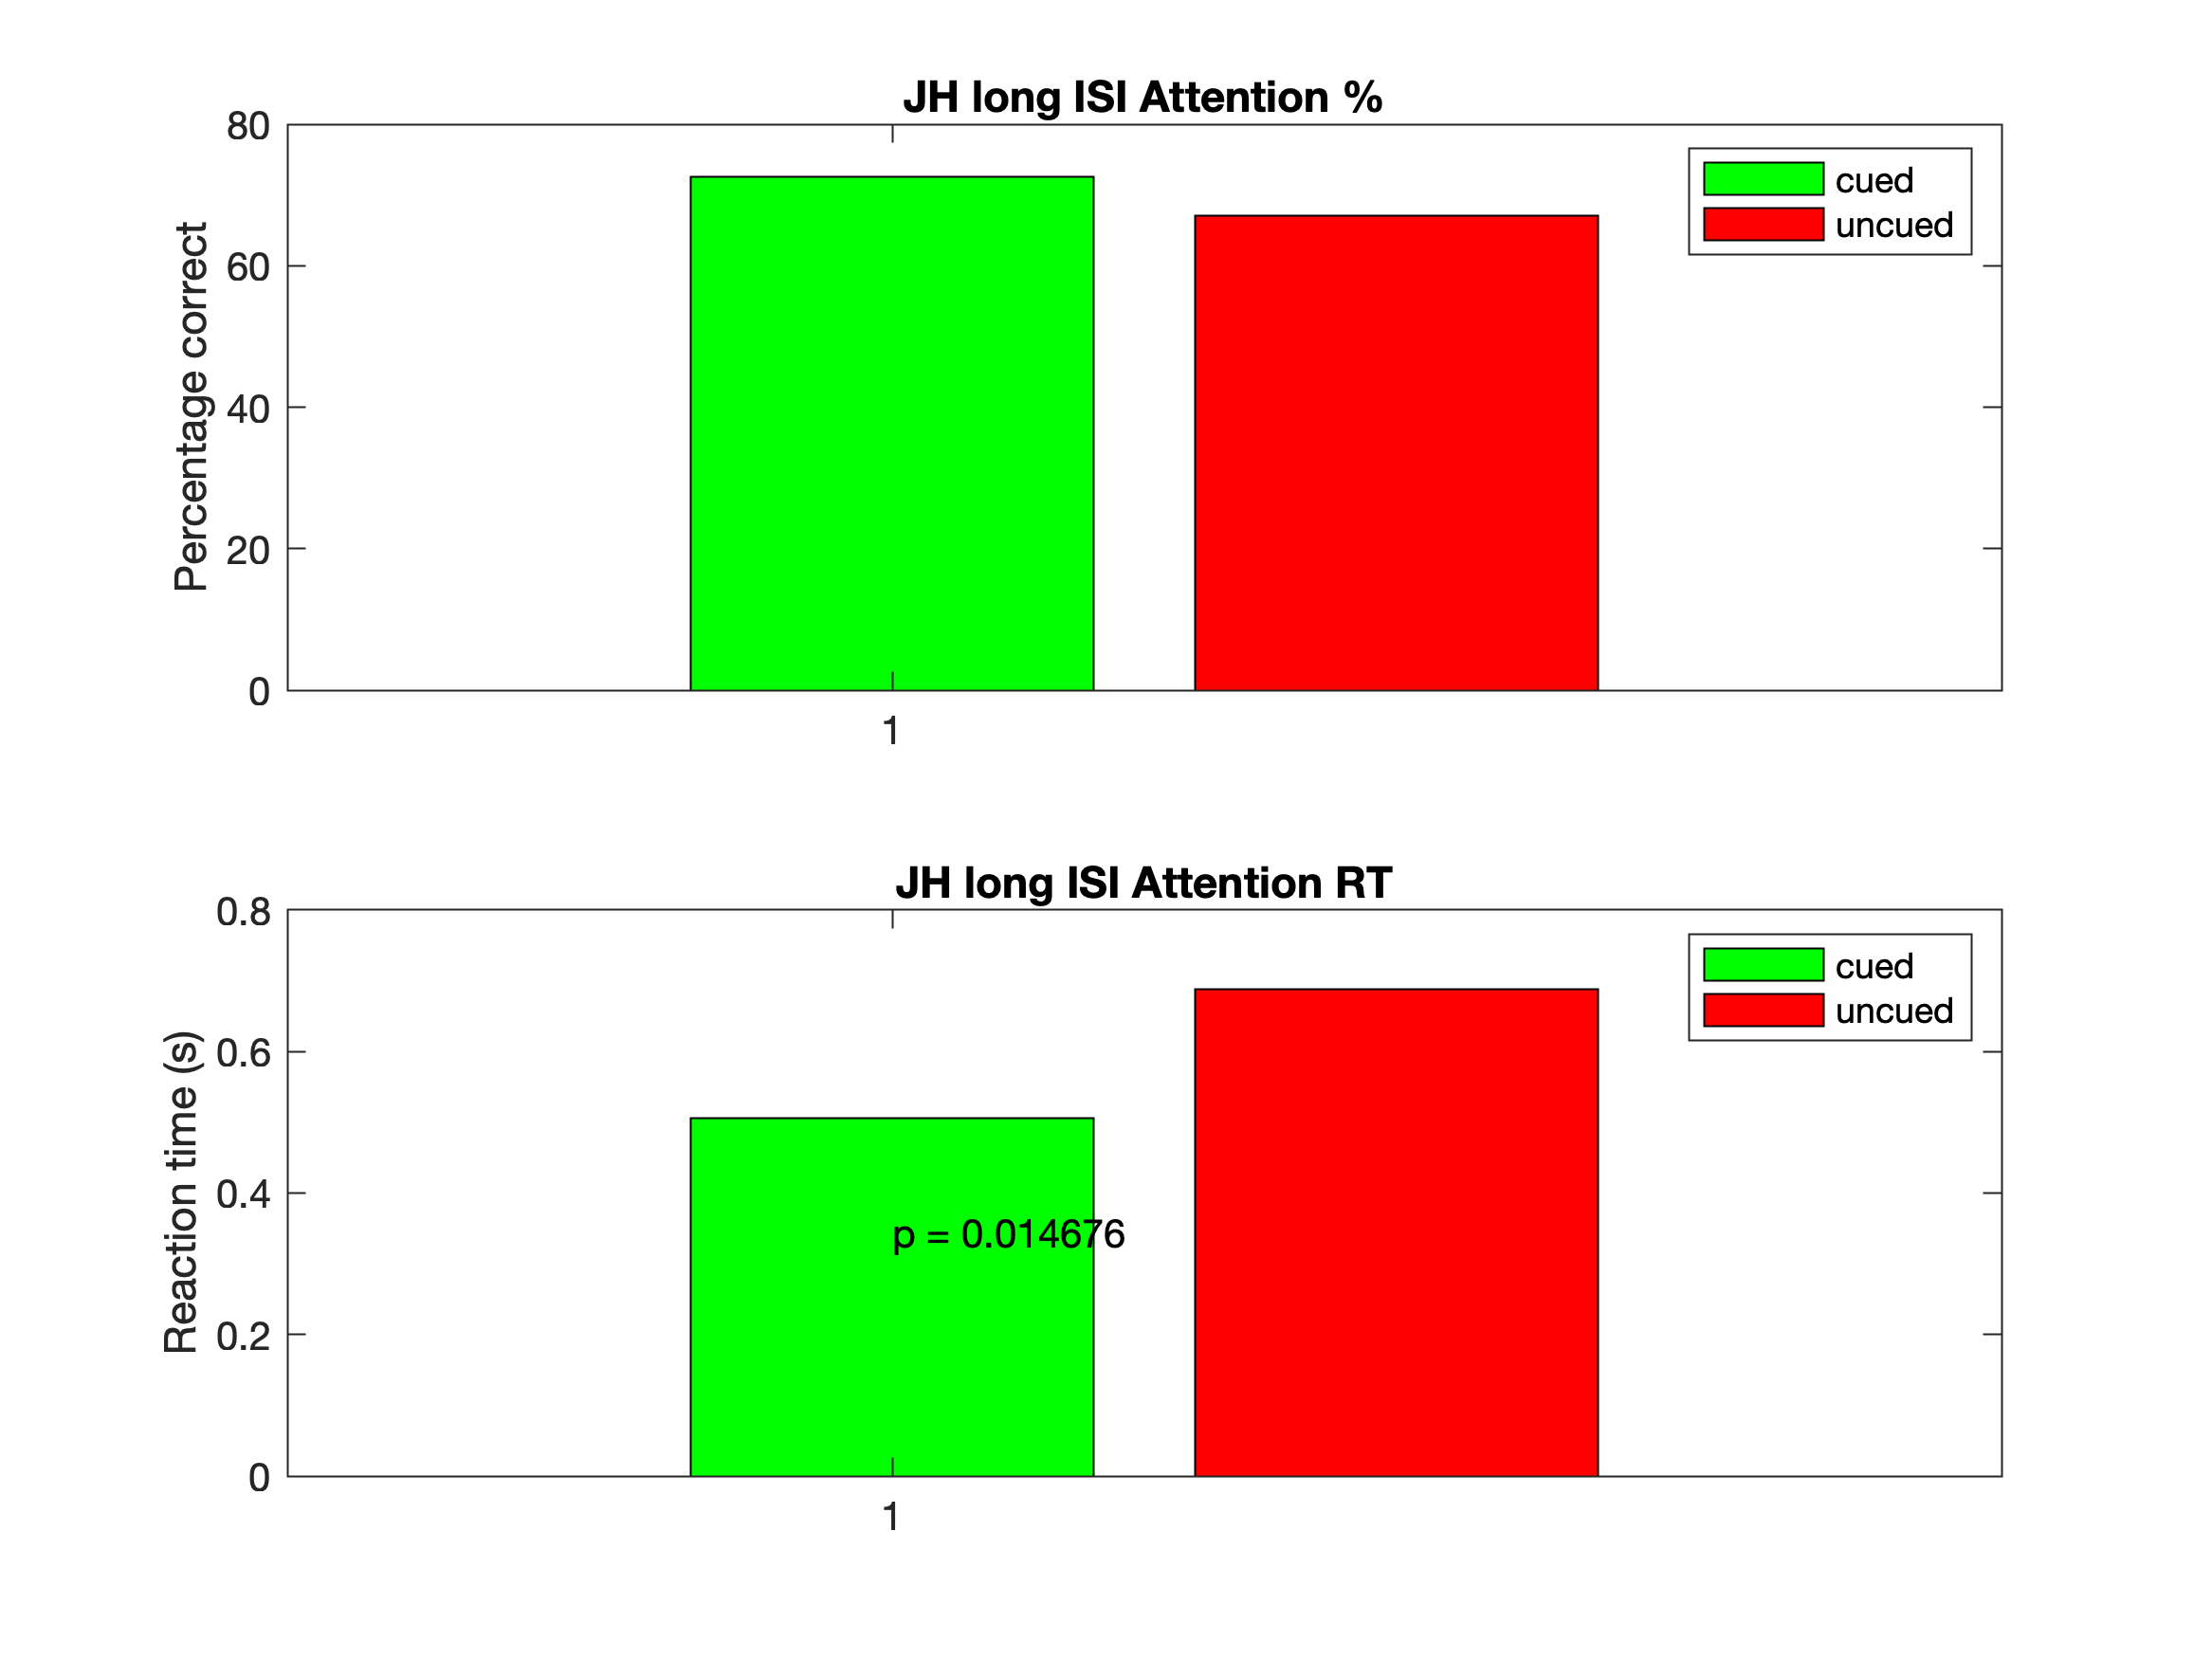 JH long ISI Attention %
80
60
40
20
0
Percentage correct
cued
uncued
1
JH long ISI Attention RT
0.8
0.6
0.4
0.2
0
Reaction time (s)
cued
uncued
p = 0.014676
1